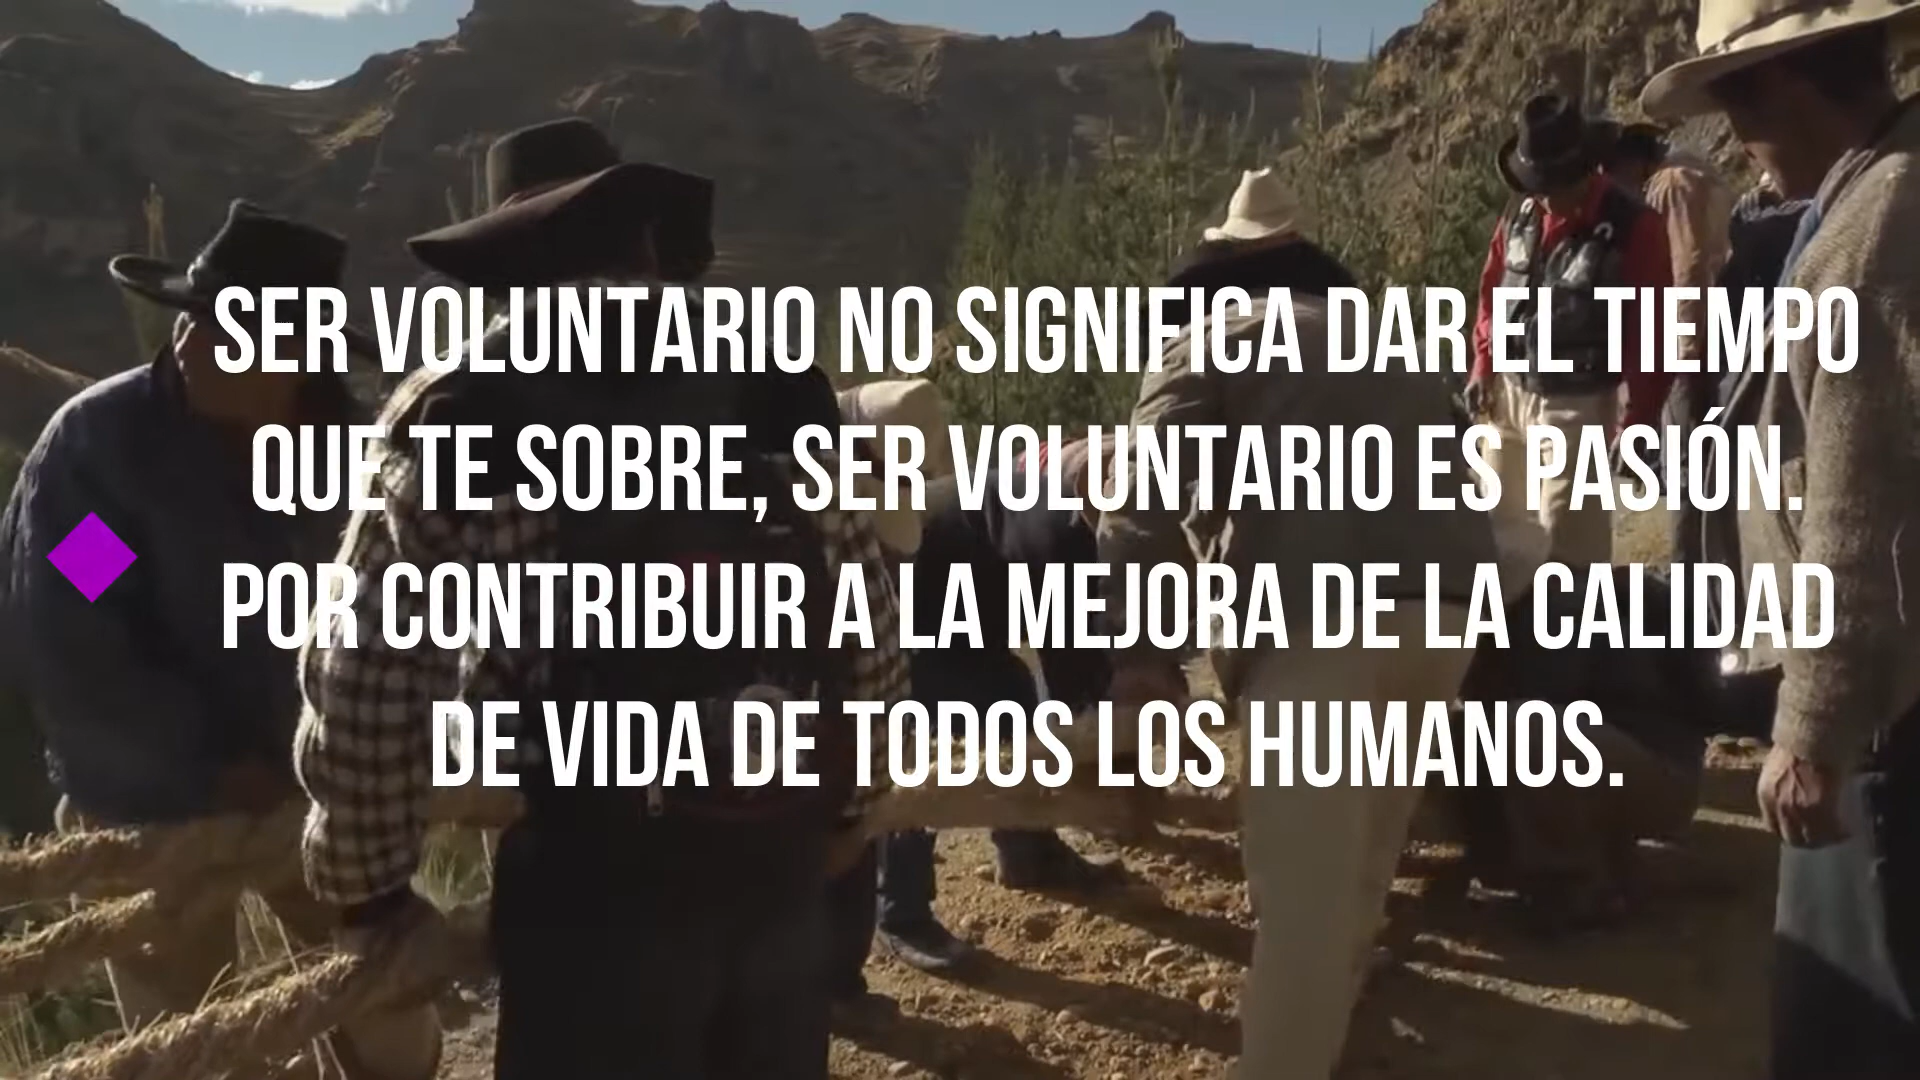 SER VOLUNTARIO NO SIGNIFICA DAR EL TIEMPO
QUE TE SOBRE, SER VOLUNTARIO ES PASIÓN.
POR CONTRIBUIR A LA MEJORA DE LA CALIDAD
DE VIDA DE TODOS LOS HUMANOS.